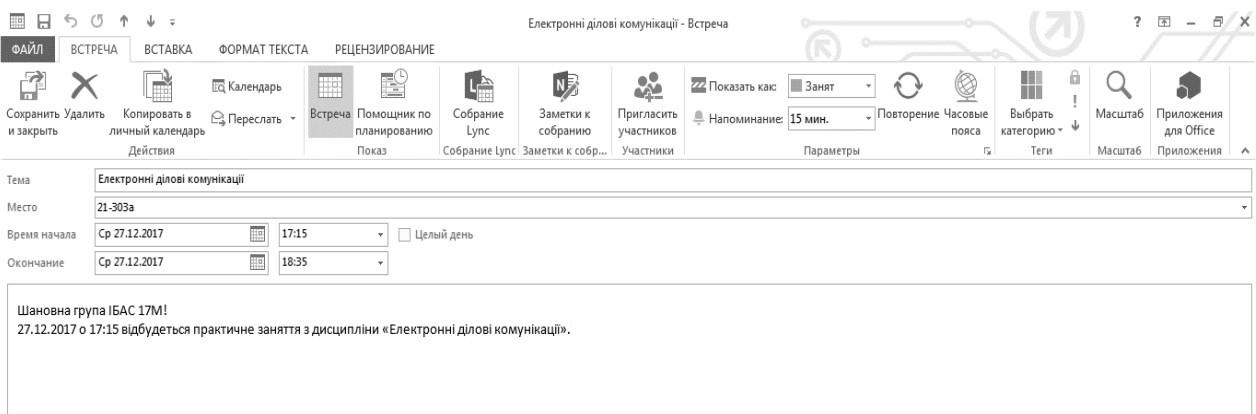 Електронні ділові комунікації - Встреча
ФАЙЛ ВСТРЕЧА ВСТАВКА ФОРМАТ ТЕКСТА РЕЦЕНЗИРОВАНИЕ
Сохранить и закрыть
Удалить
Копировать в личный календарь
Календарь
Переслать
Действия
Встреча
Помощник по планированию
Показ
Собрание Lync
Собрание Lync
Заметки к собранию
Заметки к собр...
Пригласить участников
Участники
Показать как: Занят
Напоминание: 15 мин.
Повторение
Часовые пояса
Параметры
Выбрать категорию
Теги
Масштаб
Масштаб
Приложения для Office
Приложения
Тема Електронні ділові комунікації
Место 21-303а
Время начала Ср 27.12.2017 17:15 Целый день
Окончание Ср 27.12.2017 18:35
Шановна група ІБАС 17М!
27.12.2017 о 17:15 відбудеться практичне заняття з дисципліни «Електронні ділові комунікації».